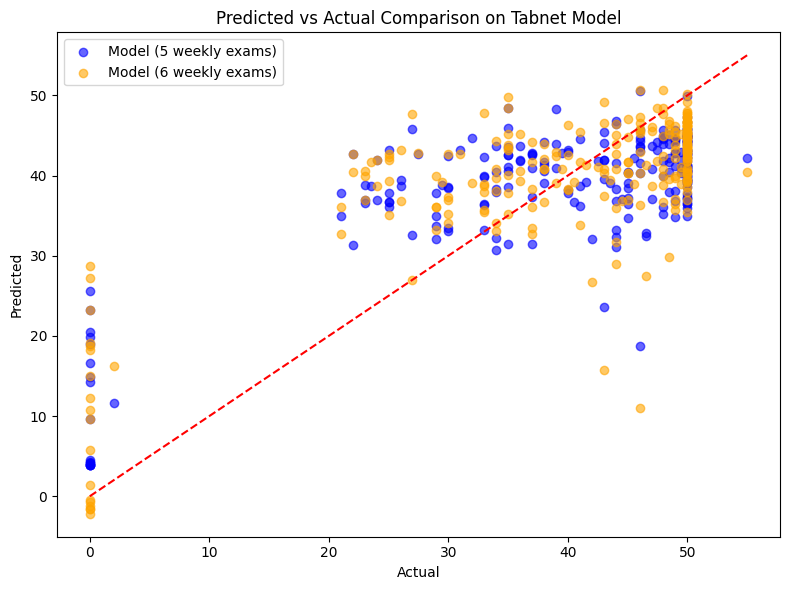 Predicted vs Actual Comparison on Tabnet Model
Model (5 weekly exams)
Model (6 weekly exams)
50
40
30
20
10
0
Predicted
0 10 20 30 40 50
Actual